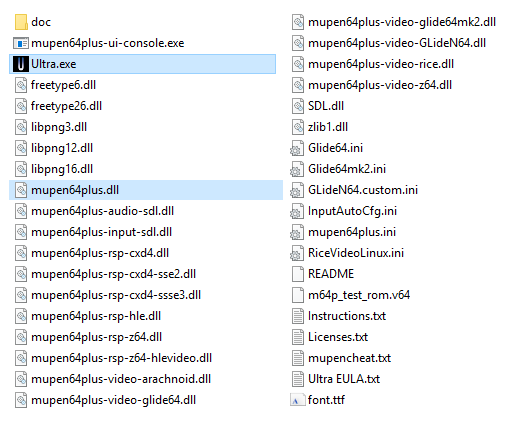 doc
mupen64plus-ui-console.exe
Ultra.exe
freetype6.dll
freetype26.dll
libpng3.dll
libpng12.dll
libpng16.dll
mupen64plus.dll
mupen64plus-audio-sdl.dll
mupen64plus-input-sdl.dll
mupen64plus-rsp-cxd4.dll
mupen64plus-rsp-cxd4-sse2.dll
mupen64plus-rsp-cxd4-ssse3.dll
mupen64plus-rsp-hle.dll
mupen64plus-rsp-z64.dll
mupen64plus-rsp-z64-hlevideo.dll
mupen64plus-video-arachnoid.dll
mupen64plus-video-glide64.dll
mupen64plus-video-glide64mk2.dll
mupen64plus-video-GLideN64.dll
mupen64plus-video-rice.dll
mupen64plus-video-z64.dll
SDL.dll
zlib1.dll
Glide64.ini
Glide64mk2.ini
GLideN64.custom.ini
InputAutoCfg.ini
mupen64plus.ini
RiceVideoLinux.ini
README
m64p_test_rom.v64
Instructions.txt
Licenses.txt
mupencheat.txt
Ultra EULA.txt
font.ttf